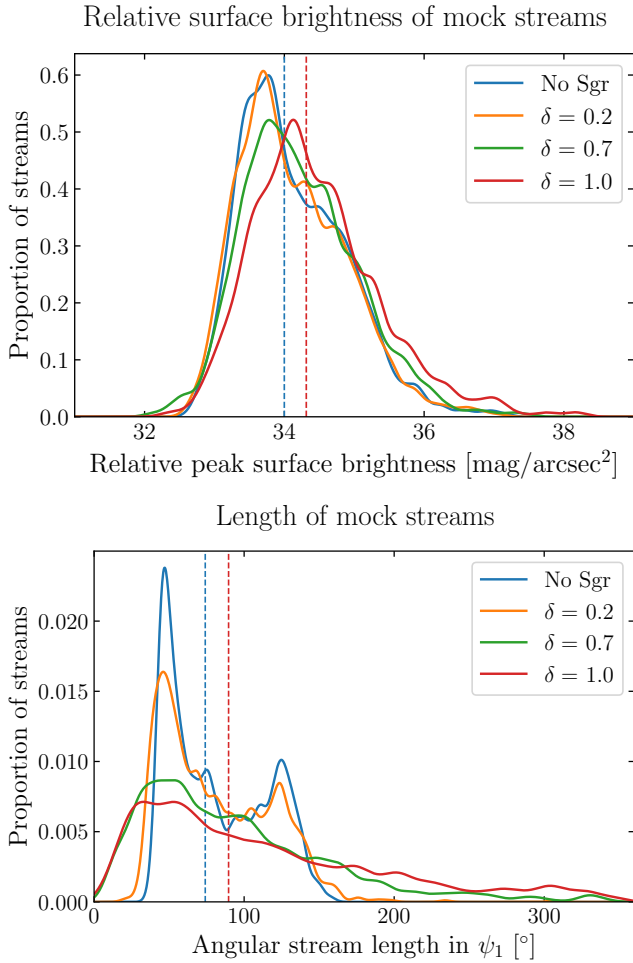 Relative surface brightness of mock streams
Proportion of streams
0.6
0.5
0.4
0.3
0.2
0.1
0.0
No Sgr
δ = 0.2
δ = 0.7
δ = 1.0
32 34 36 38
Relative peak surface brightness [mag/arcsec²]
Length of mock streams
Proportion of streams
0.020
0.015
0.010
0.005
0.000
No Sgr
δ = 0.2
δ = 0.7
δ = 1.0
0 100 200 300
Angular stream length in ψ₁ [°]